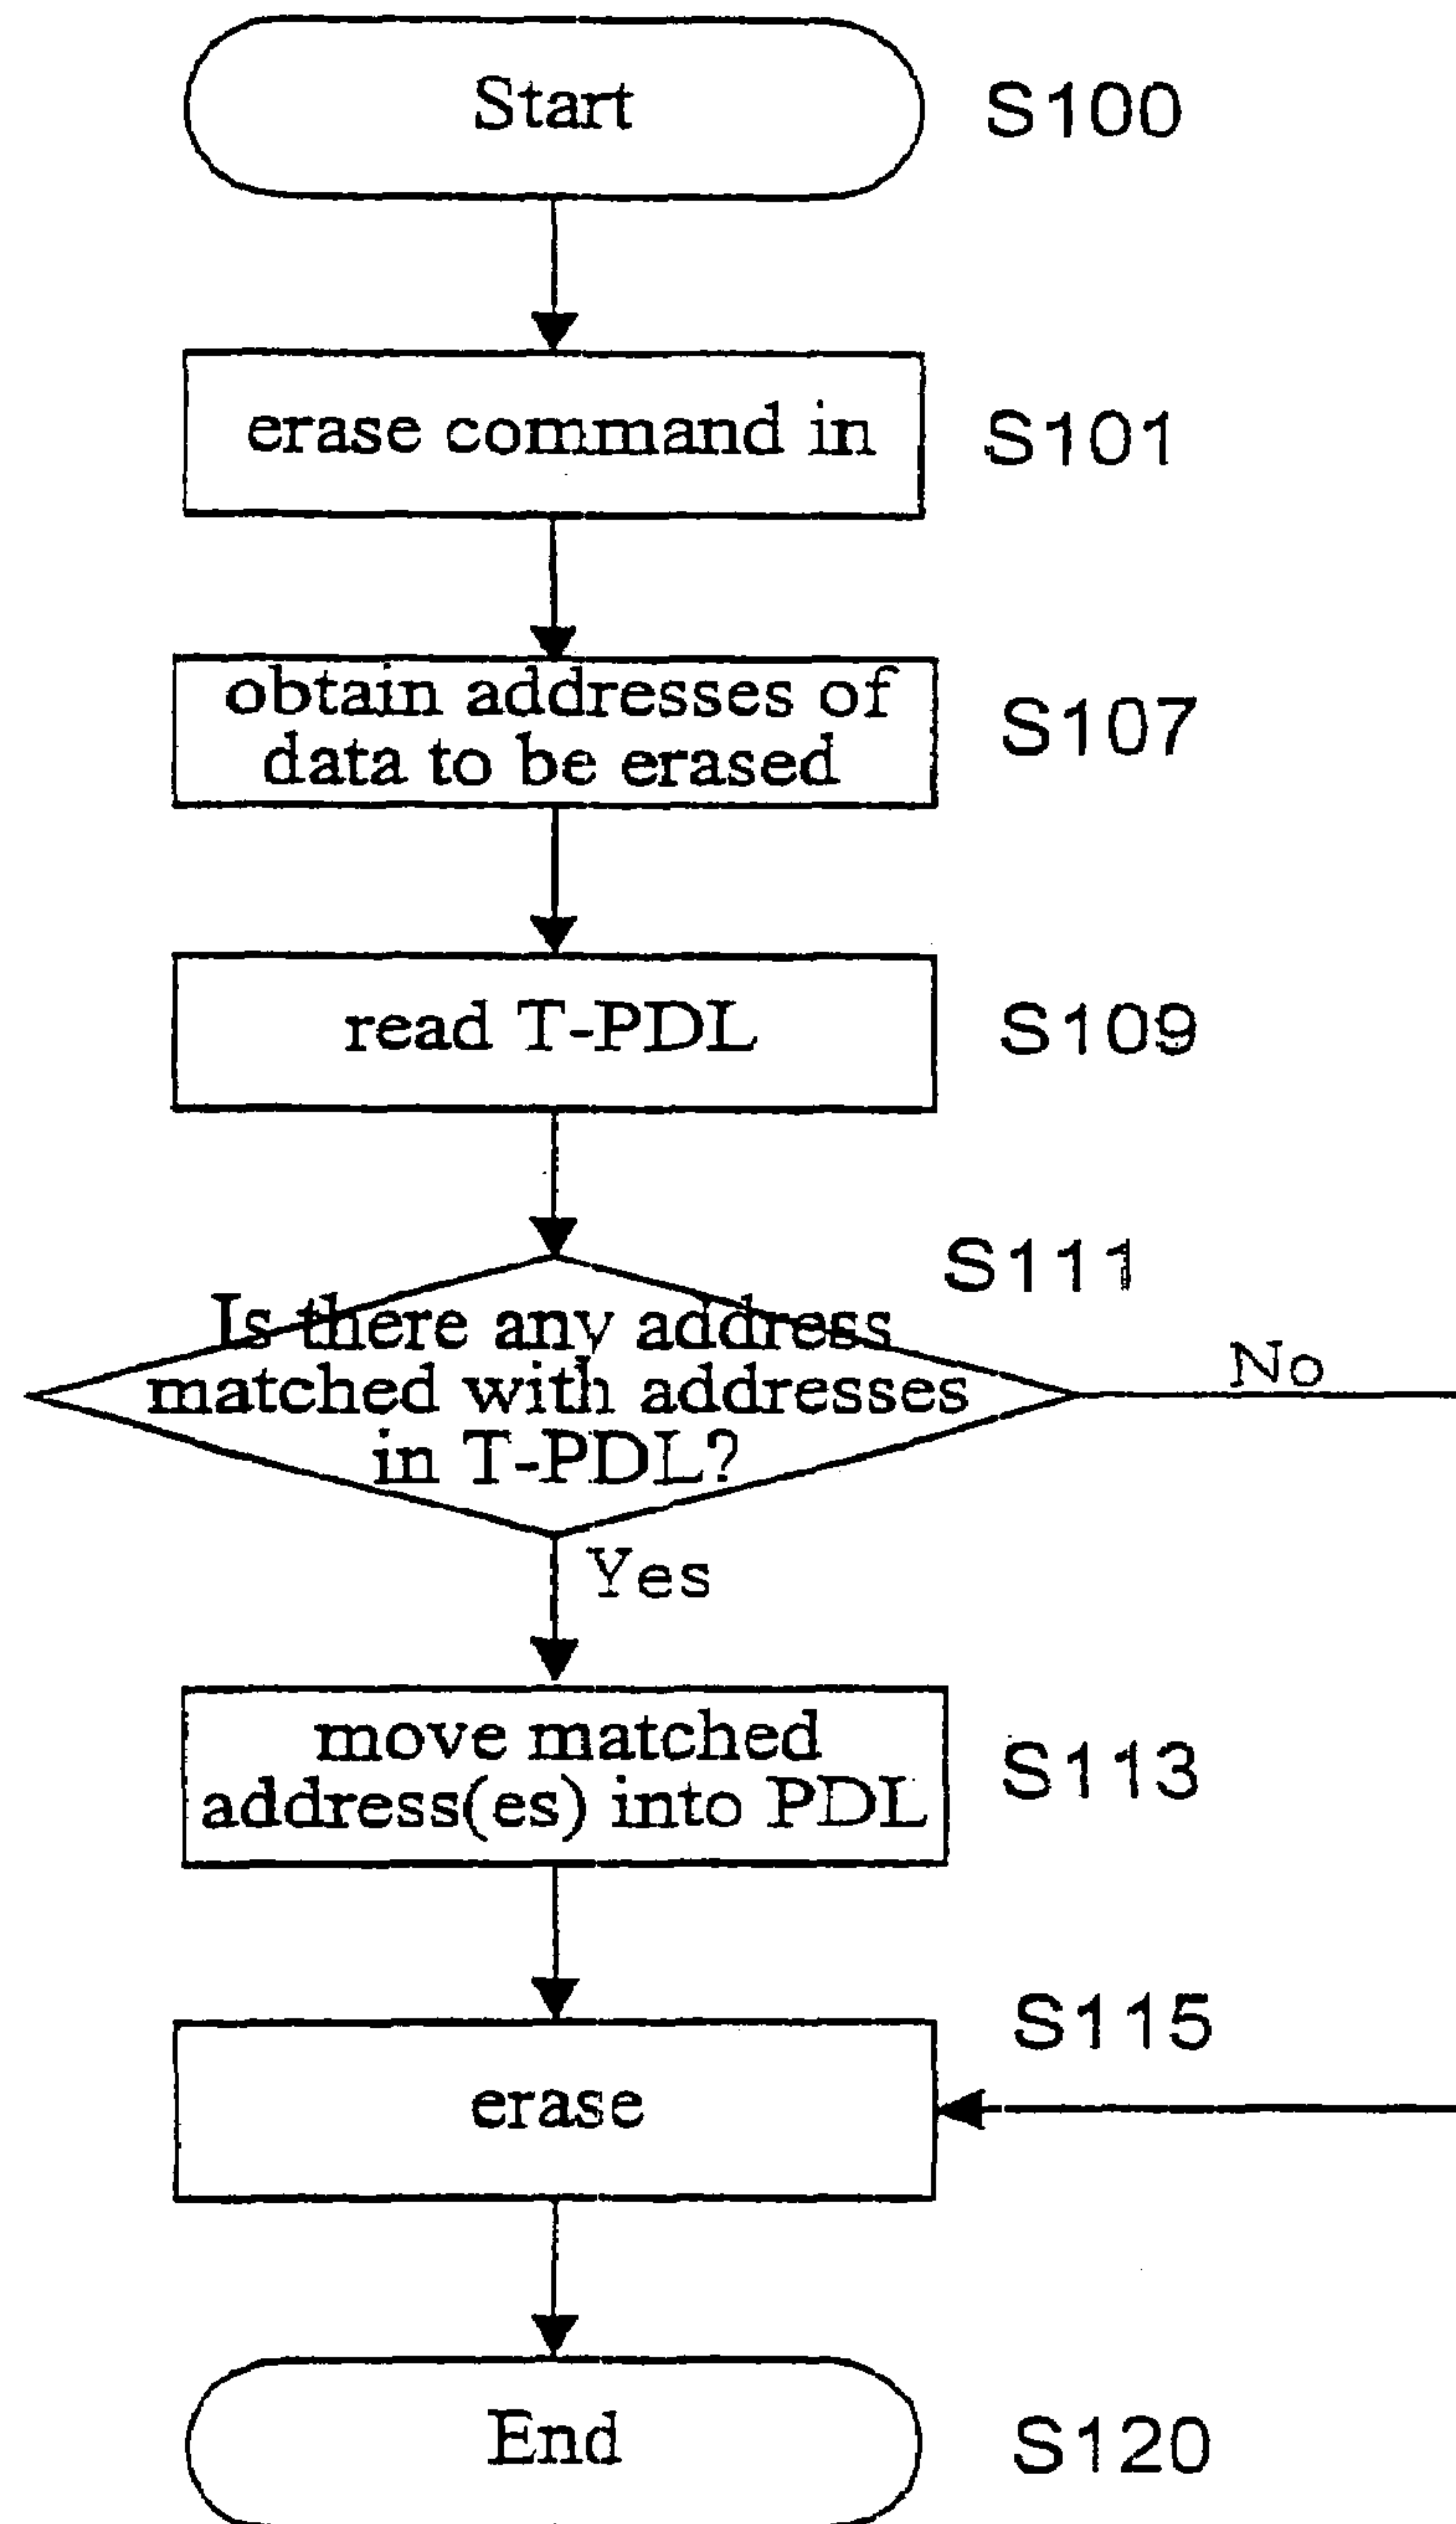 Start
S100
erase command in
S101
obtain addresses of
data to be erased
S107
read T-PDL
S109
S111
Is there any address
matched with addresses
in T-PDL?
No
Yes
move matched
address(es) into PDL
S113
S115
erase
End
S120